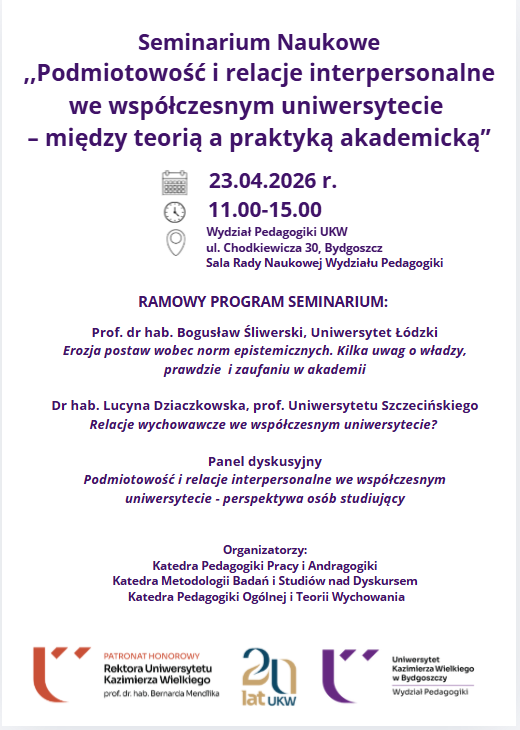 Seminarium Naukowe
,,Podmiotowość i relacje interpersonalne
we współczesnym uniwersytecie
– między teorią a praktyką akademicką”
23.04.2026 r.
11.00-15.00
Wydział Pedagogiki UKW
ul. Chodkiewicza 30, Bydgoszcz
Sala Rady Naukowej Wydziału Pedagogiki
RAMOWY PROGRAM SEMINARIUM:
Prof. dr hab. Bogusław Śliwerski, Uniwersytet Łódzki
Erozja postaw wobec norm epistemicznych. Kilka uwag o władzy,
prawdzie i zaufaniu w akademii
Dr hab. Lucyna Dziaczkowska, prof. Uniwersytetu Szczecińskiego
Relacje wychowawcze we współczesnym uniwersytecie?
Panel dyskusyjny
Podmiotowość i relacje interpersonalne we współczesnym
uniwersytecie - perspektywa osób studiujący
Organizatorzy:
Katedra Pedagogiki Pracy i Andragogiki
Katedra Metodologii Badań i Studiów nad Dyskursem
Katedra Pedagogiki Ogólnej i Teorii Wychowania
PATRONAT HONOROWY
Rektora Uniwersytetu
Kazimierza Wielkiego
prof. dr. hab. Bernarda Mendlika
20
lat UKW
Uniwersytet
Kazimierza Wielkiego
w Bydgoszczy
Wydział Pedagogiki